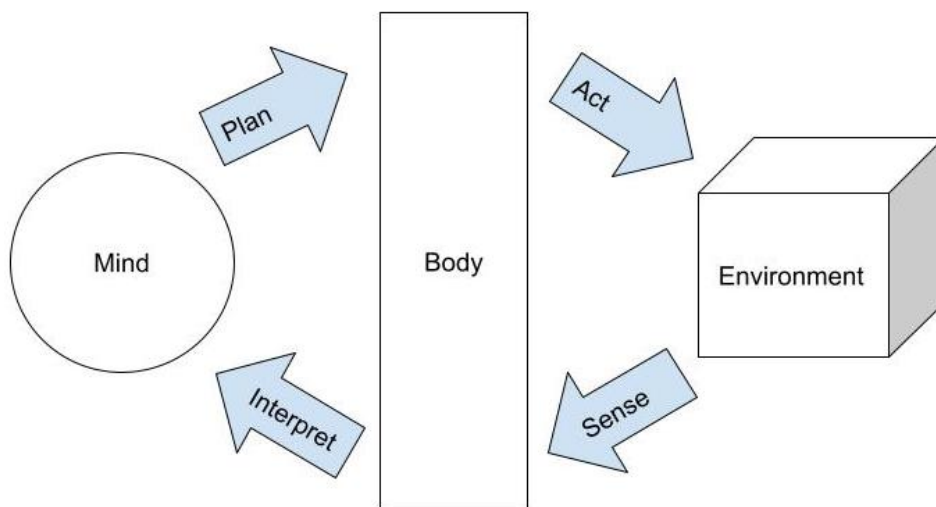 Plan
Act
Mind
Body
Environment
Interpret
Sense